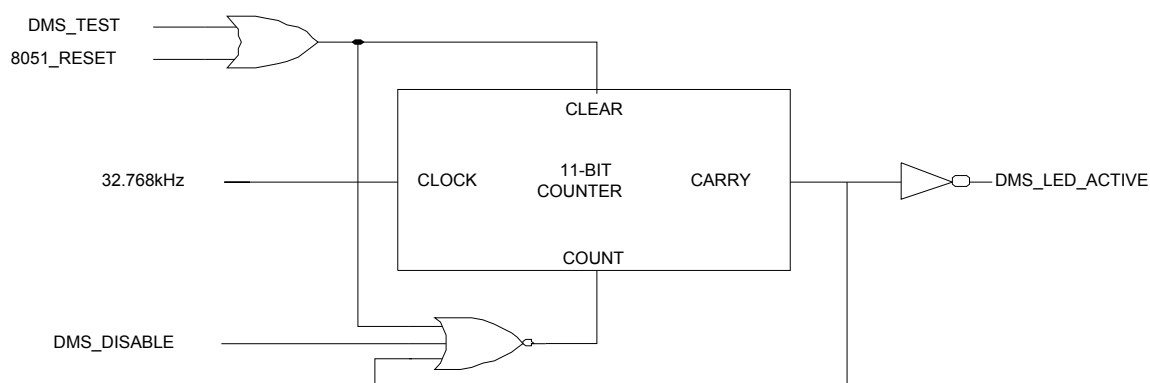 DMS_TEST
8051_RESET
CLEAR
32.768kHz
CLOCK
11-BIT
COUNTER
CARRY
DMS_LED_ACTIVE
COUNT
DMS_DISABLE